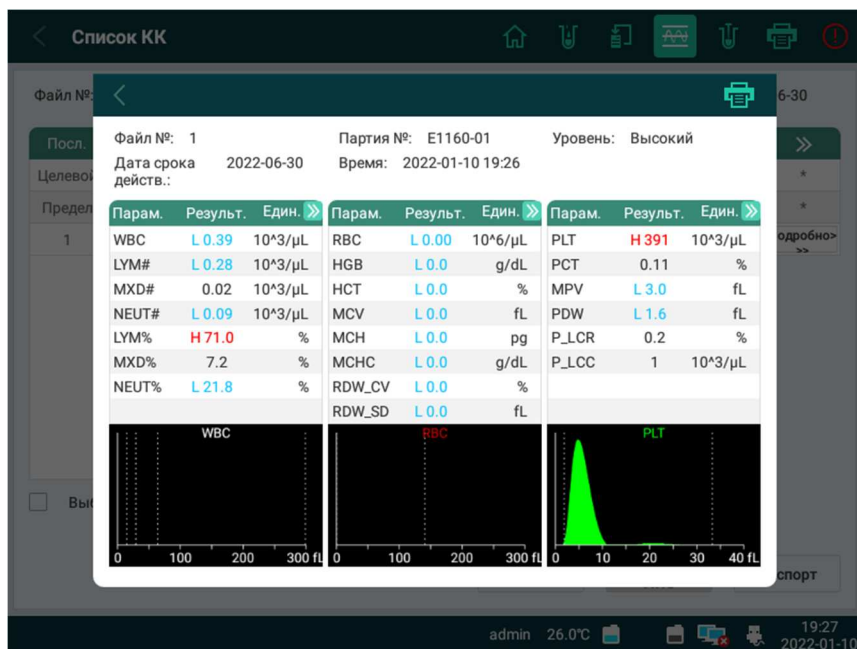 Список КК
Файл №:
6-30
Посл.
Целевой
*
Предел
*
1
одробно>
>>
Файл №: 1 Партия №: E1160-01 Уровень: Высокий
Дата срока действ.: 2022-06-30 Время: 2022-01-10 19:26
Парам. Результ. Един. Парам. Результ. Един. Парам. Результ. Един.
WBC L 0.39 10^3/µL RBC L 0.00 10^6/µL PLT H 391 10^3/µL
LYM# L 0.28 10^3/µL HGB L 0.0 g/dL PCT 0.11 %
MXD# 0.02 10^3/µL HCT L 0.0 % MPV L 3.0 fL
NEUT# L 0.09 10^3/µL MCV L 0.0 fL PDW L 1.6 fL
LYM% H 71.0 % MCH L 0.0 pg P_LCR 0.2 %
MXD% 7.2 % MCHC L 0.0 g/dL P_LCC 1 10^3/µL
NEUT% L 21.8 % RDW_CV L 0.0 %
RDW_SD L 0.0 fL
WBC RBC PLT
0 100 200 300 fL 0 100 200 300 fL 0 10 20 30 40 fL
Выб
спорт
admin 26.0℃ 19:27
2022-01-10